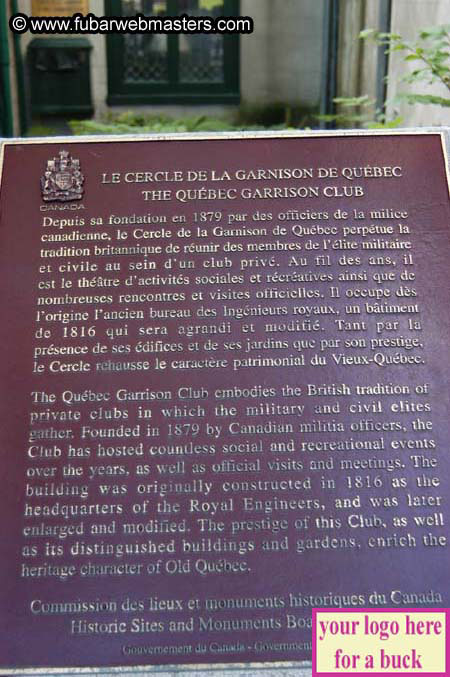 © www.fubarwebmasters.com
CANADA
LE CERCLE DE LA GARNISON DE QUÉBEC
THE QUÉBEC GARRISON CLUB
Depuis sa fondation en 1879 par des officiers de la milice
canadienne, le Cercle de la Garnison de Québec perpétue la
tradition britannique de réunir des membres de l'élite militaire
et civile au sein d'un club privé. Au fil des ans, il
est le théâtre d'activités sociales et récréatives ainsi que de
nombreuses rencontres et visites officielles. Il occupe dès
l'origine l'ancien bureau des Ingénieurs royaux, un bâtiment
de 1816 qui sera agrandi et modifié. Tant par la
présence de ses édifices et de ses jardins que par son prestige,
le Cercle rehausse le caractère patrimonial du Vieux-Québec.
The Québec Garrison Club embodies the British tradition of
private clubs in which the military and civil elites
gather. Founded in 1879 by Canadian militia officers, the
Club has hosted countless social and recreational events
over the years, as well as official visits and meetings. The
building was originally constructed in 1816 as the
headquarters of the Royal Engineers, and was later
enlarged and modified. The prestige of this Club, as well
as its distinguished buildings and gardens, enrich the
heritage character of Old Québec.
Commission des lieux et monuments historiques du Canada
Historic Sites and Monuments
Gouvernement du Canada -
your logo here
for a buck